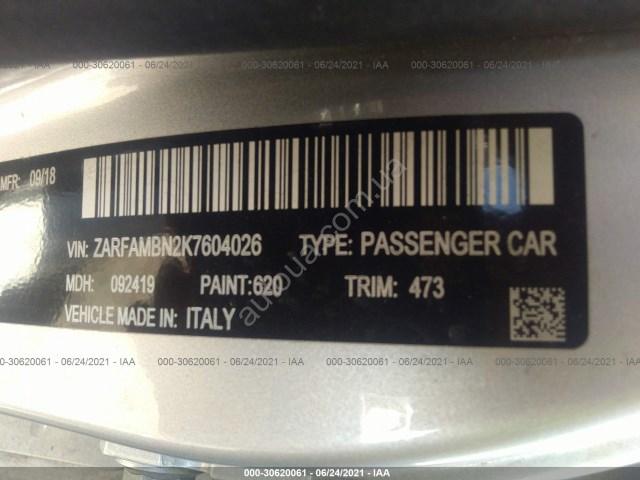 000-30620061 - 06/24/2021 - IAA 000-30620061 - 06/24/2021 - IAA 000-30620061 - 06/24/2021 - IAA
MFR: 09/18
VIN: ZARFAMBN2K7604026 TYPE: PASSENGER CAR
MDH: 092419 PAINT:620 TRIM: 473
VEHICLE MADE IN: ITALY
autoua.com.ua
000-30620061 - 06/24/2021 - IAA 000-30620061 - 06/24/2021 - IAA 000-30620061 - 06/24/2021 - IAA
000-30620061 - 06/24/2021 - IAA